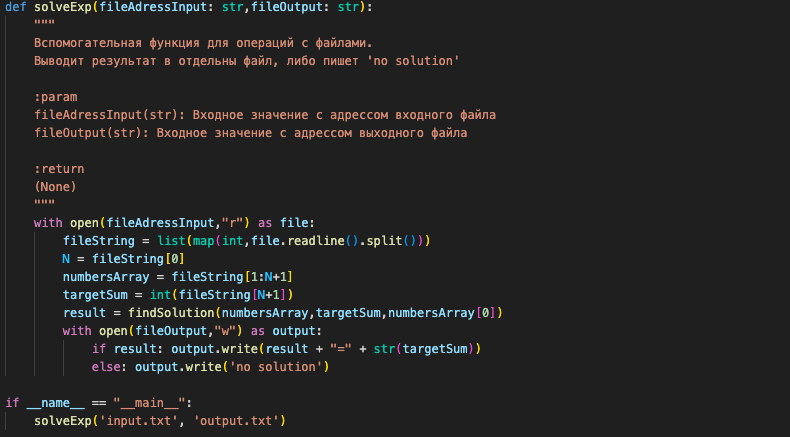 def solveExp(fileAdressInput: str,fileOutput: str):
"""
Вспомогательная функция для операций с файлами.
Выводит результат в отдельны файл, либо пишет 'no solution'
:param
fileAdressInput(str): Входное значение с адрессом входного файла
fileOutput(str): Входное значение с адрессом выходного файла
:return
(None)
"""
with open(fileAdressInput,"r") as file:
fileString = list(map(int,file.readline().split()))
N = fileString[0]
numbersArray = fileString[1:N+1]
targetSum = int(fileString[N+1])
result = findSolution(numbersArray,targetSum,numbersArray[0])
with open(fileOutput,"w") as output:
if result: output.write(result + "=" + str(targetSum))
else: output.write('no solution')
if __name__ == "__main__":
solveExp('input.txt', 'output.txt')